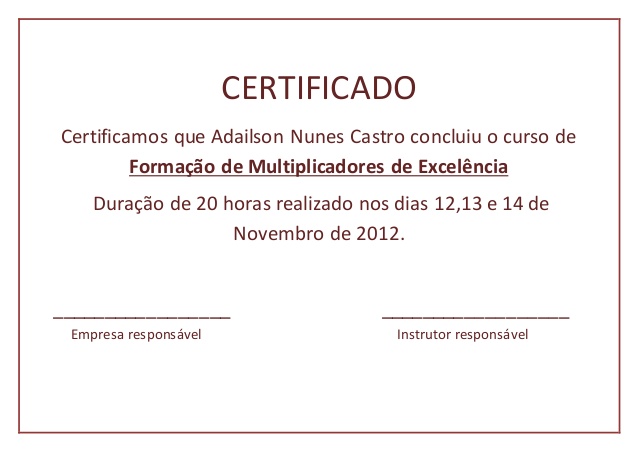 CERTIFICADO
Certificamos que Adailson Nunes Castro concluiu o curso de
Formação de Multiplicadores de Excelência
Duração de 20 horas realizado nos dias 12,13 e 14 de
Novembro de 2012.
__________________ ___________________
Empresa responsável Instrutor responsável